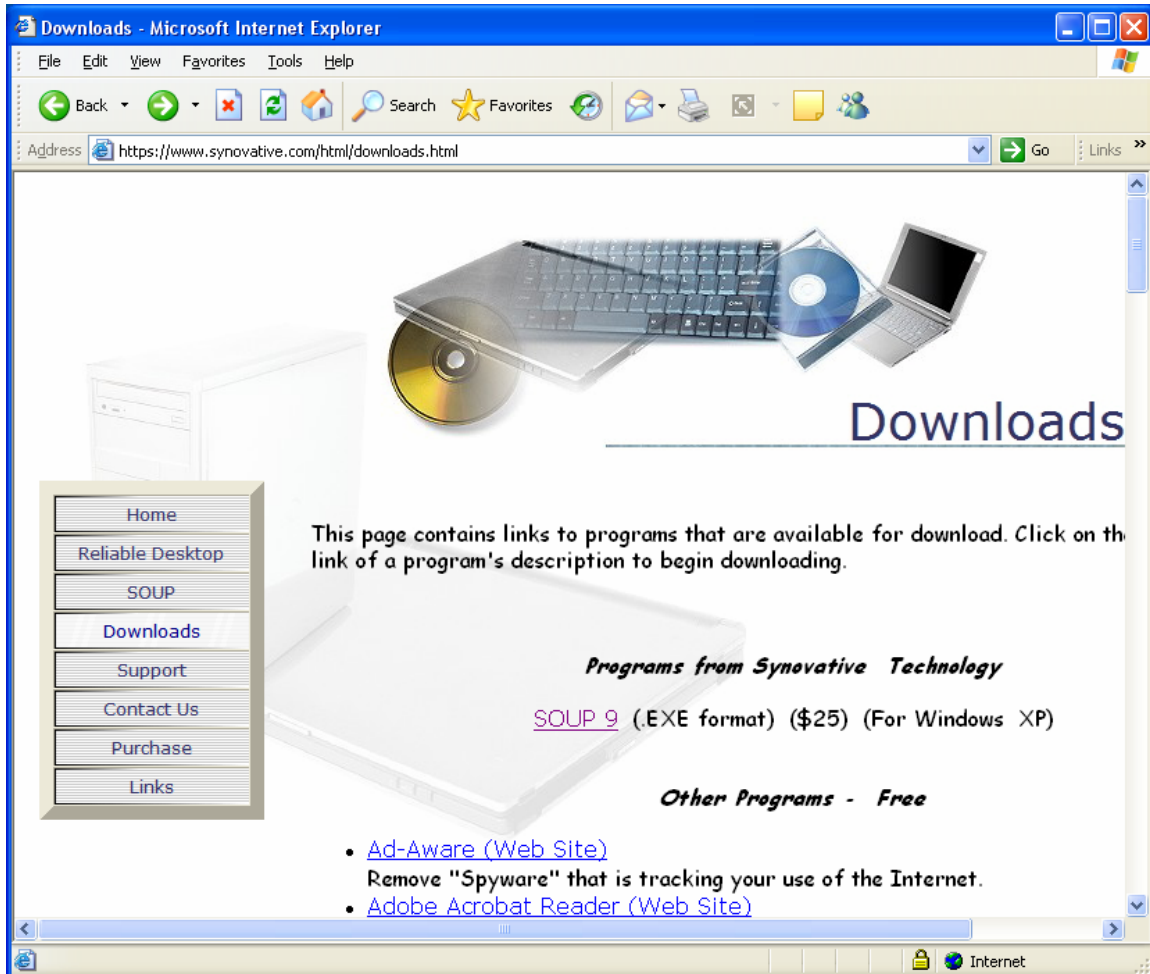 Downloads - Microsoft Internet Explorer
File Edit View Favorites Tools Help
Back Search Favorites
Address https://www.synovative.com/html/downloads.html Go Links »
Downloads
Home
Reliable Desktop
SOUP
Downloads
Support
Contact Us
Purchase
Links
This page contains links to programs that are available for download. Click on the
link of a program's description to begin downloading.
Programs from Synovative Technology
SOUP 9 (.EXE format) ($25) (For Windows XP)
Other Programs - Free
• Ad-Aware (Web Site)
Remove "Spyware" that is tracking your use of the Internet.
• Adobe Acrobat Reader (Web Site)
Internet